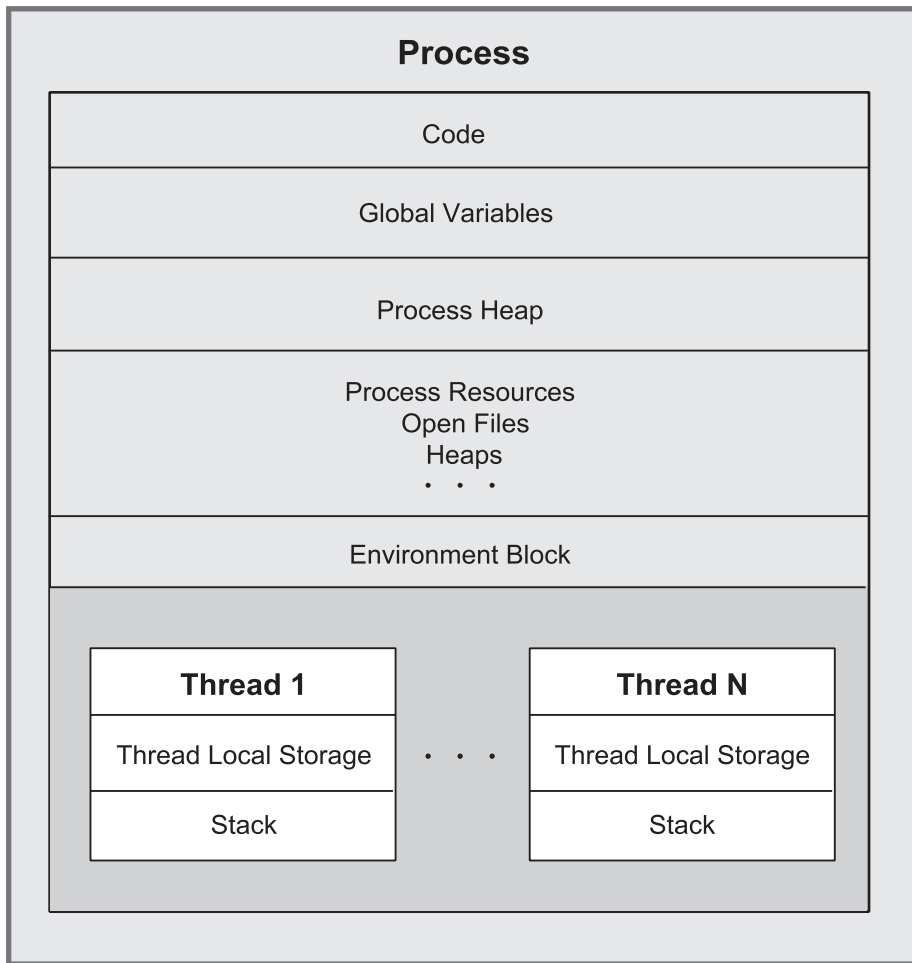 Process
Code
Global Variables
Process Heap
Process Resources
Open Files
Heaps
. . .
Environment Block
Thread 1
Thread Local Storage
Stack
. . .
Thread N
Thread Local Storage
Stack